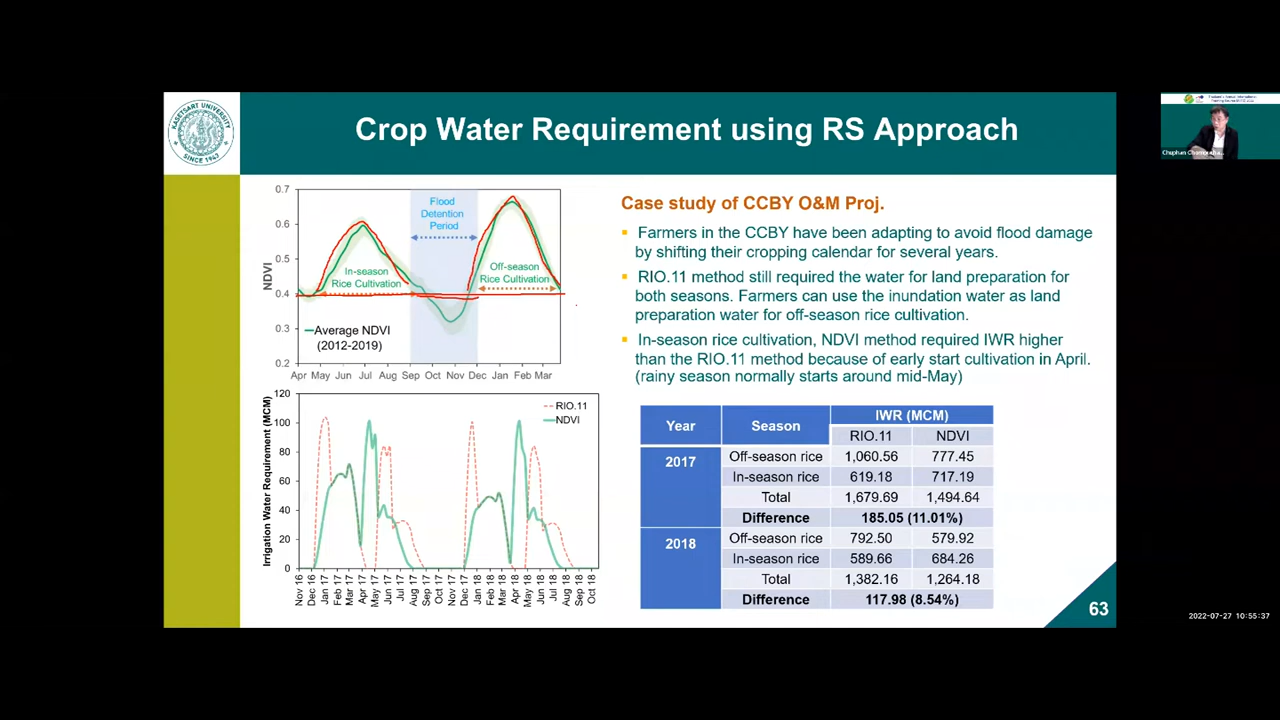 KASETSART UNIVERSITY
SINCE 1943
Crop Water Requirement using RS Approach
Chuphan Chompuchan
0.7
0.6
0.5
0.4
0.3
0.2
NDVI
Flood
Detention
Period
In-season
Rice Cultivation
Off-season
Rice Cultivation
Average NDVI
(2012-2019)
Apr May Jun Jul Aug Sep Oct Nov Dec Jan Feb Mar
Irrigation Water Requirement (MCM)
120
100
80
60
40
20
0
RIO.11
NDVI
Nov 16 Dec 16 Jan 17 Feb 17 Mar 17 Apr 17 May 17 Jun 17 Jul 17 Aug 17 Sep 17 Oct 17 Nov 17 Dec 17 Jan 18 Feb 18 Mar 18 Apr 18 May 18 Jun 18 Jul 18 Aug 18 Sep 18 Oct 18
Case study of CCBY O&M Proj.
Farmers in the CCBY have been adapting to avoid flood damage
by shifting their cropping calendar for several years.
RIO.11 method still required the water for land preparation for
both seasons. Farmers can use the inundation water as land
preparation water for off-season rice cultivation.
In-season rice cultivation, NDVI method required IWR higher
than the RIO.11 method because of early start cultivation in April.
(rainy season normally starts around mid-May)
Year Season IWR (MCM)
RIO.11 NDVI
2017 Off-season rice 1,060.56 777.45
In-season rice 619.18 717.19
Total 1,679.69 1,494.64
Difference 185.05 (11.01%)
2018 Off-season rice 792.50 579.92
In-season rice 589.66 684.26
Total 1,382.16 1,264.18
Difference 117.98 (8.54%)
63
2022-07-27 10:55:37